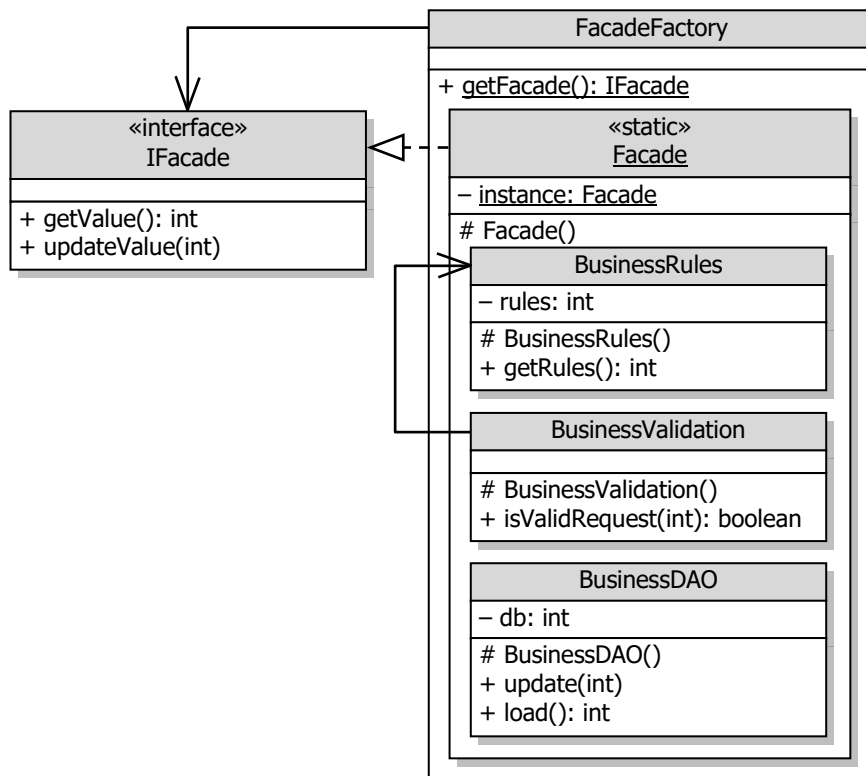 FacadeFactory
+ getFacade(): IFacade
«interface»
IFacade
+ getValue(): int
+ updateValue(int)
«static»
Facade
– instance: Facade
# Facade()
BusinessRules
– rules: int
# BusinessRules()
+ getRules(): int
BusinessValidation
# BusinessValidation()
+ isValidRequest(int): boolean
BusinessDAO
– db: int
# BusinessDAO()
+ update(int)
+ load(): int